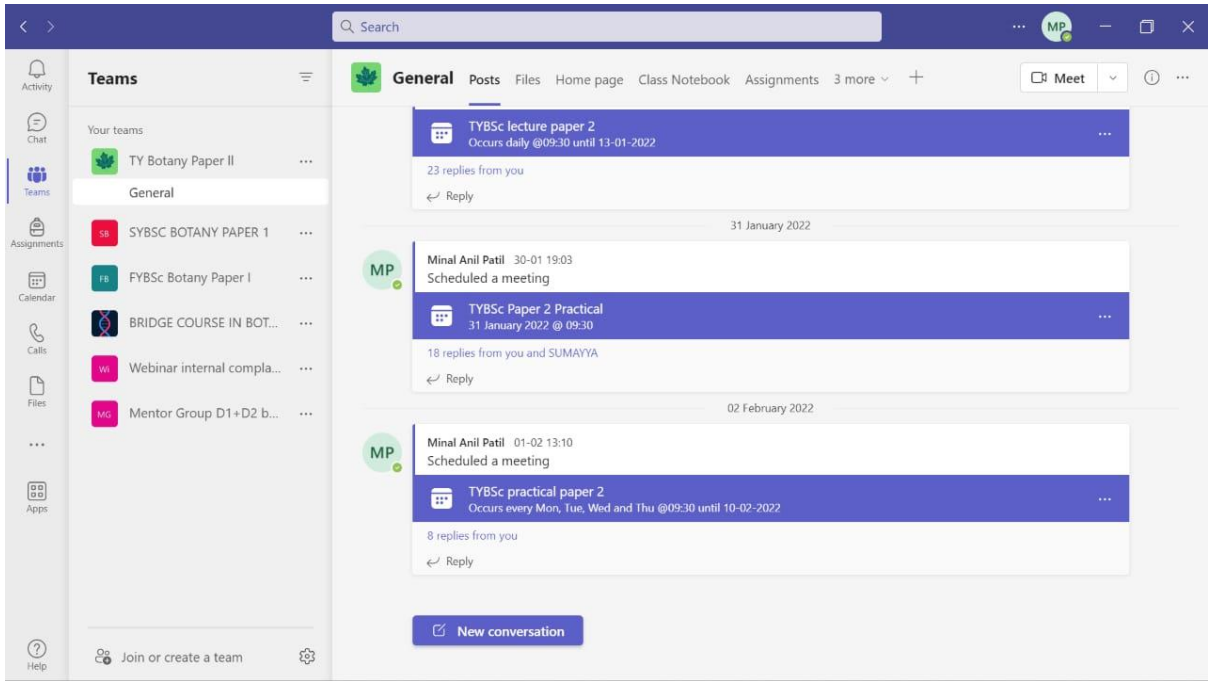 Search
MP
Activity
Chat
Teams
Assignments
Calendar
Calls
Files
Apps
Help
Teams
Your teams
TY Botany Paper II
General
SB SYBSC BOTANY PAPER 1
FB FYBSc Botany Paper I
BRIDGE COURSE IN BOT...
Wi Webinar internal compla...
MG Mentor Group D1+D2 b...
Join or create a team
General Posts Files Home page Class Notebook Assignments 3 more
Meet
TYBSc lecture paper 2
Occurs daily @09:30 until 13-01-2022
23 replies from you
Reply
31 January 2022
MP
Minal Anil Patil 30-01 19:03
Scheduled a meeting
TYBSc Paper 2 Practical
31 January 2022 @ 09:30
18 replies from you and SUMAYYA
Reply
02 February 2022
MP
Minal Anil Patil 01-02 13:10
Scheduled a meeting
TYBSc practical paper 2
Occurs every Mon, Tue, Wed and Thu @09:30 until 10-02-2022
8 replies from you
Reply
New conversation